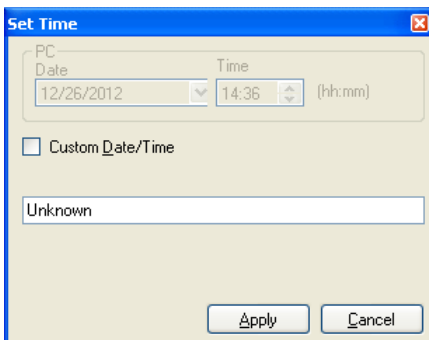 Set Time
PC
Date Time
12/26/2012 14:36 (hh:mm)
Custom Date/Time
Unknown
Apply Cancel